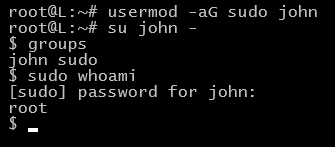 root@L:~# usermod -aG sudo john
root@L:~# su john -
$ groups
john sudo
$ sudo whoami
[sudo] password for john:
root
$